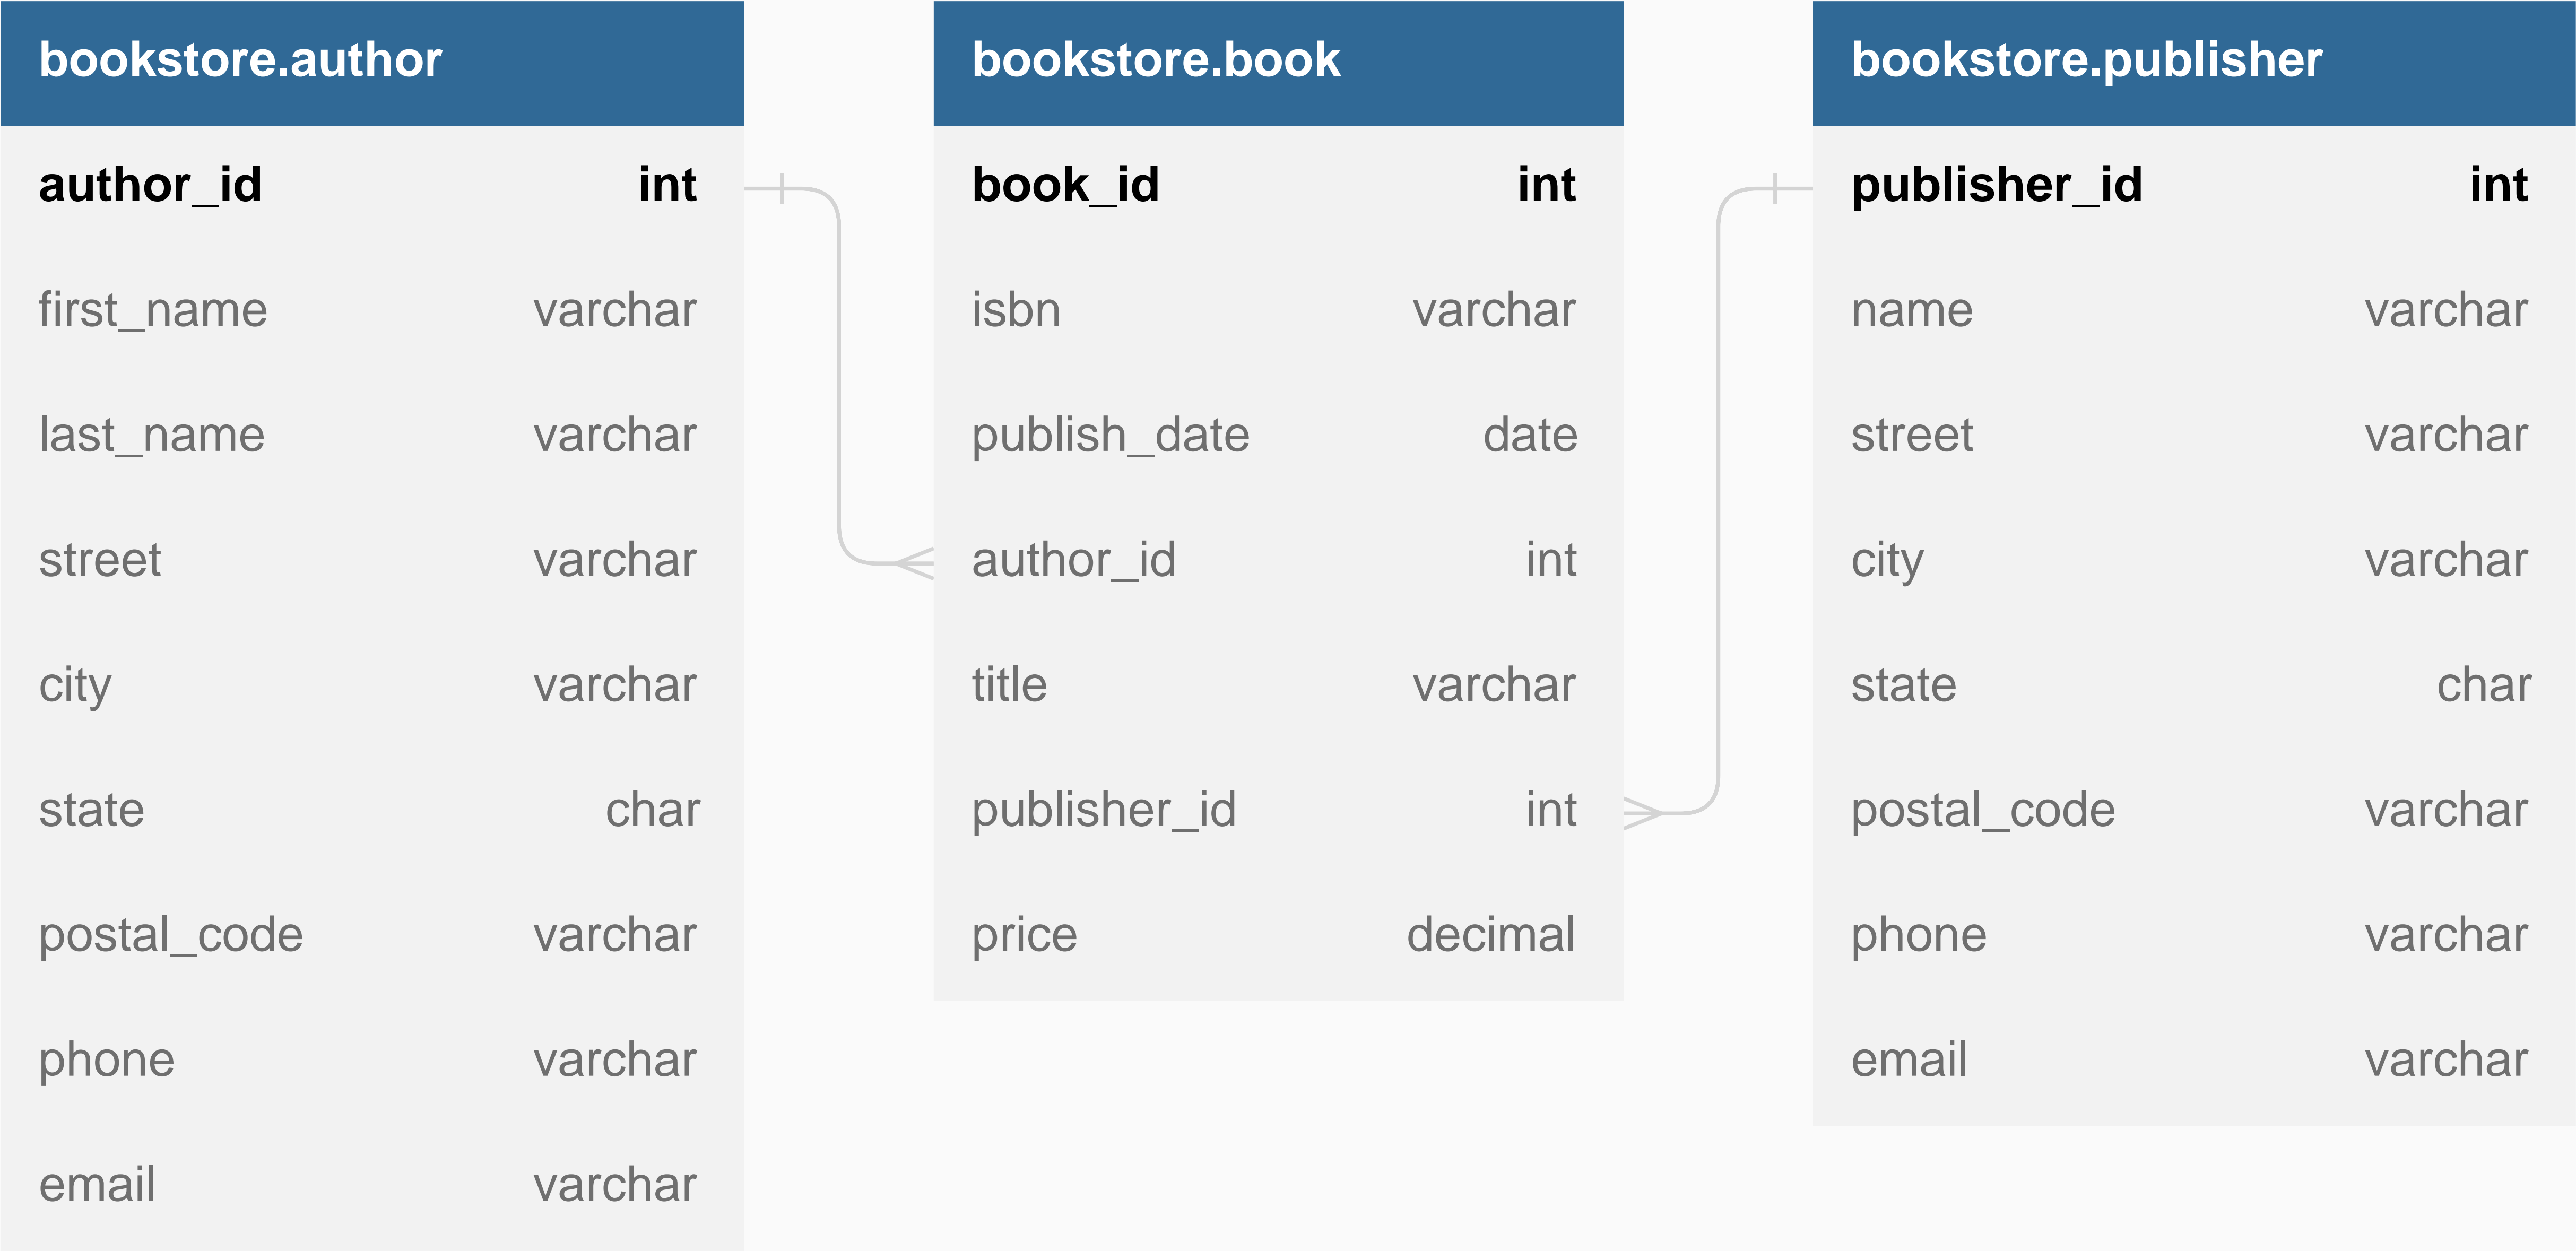 bookstore.author
author_id int
first_name varchar
last_name varchar
street varchar
city varchar
state char
postal_code varchar
phone varchar
email varchar
bookstore.book
book_id int
isbn varchar
publish_date date
author_id int
title varchar
publisher_id int
price decimal
bookstore.publisher
publisher_id int
name varchar
street varchar
city varchar
state char
postal_code varchar
phone varchar
email varchar